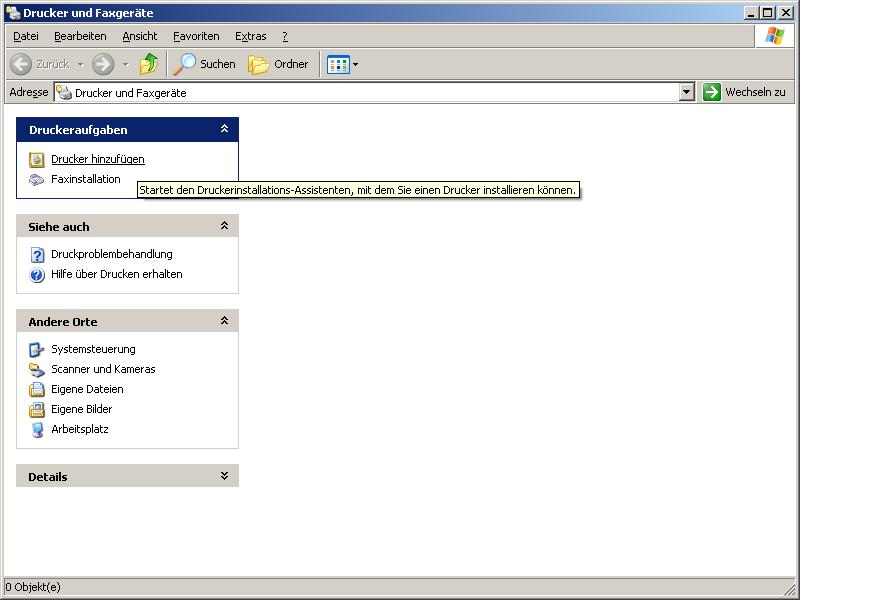 Drucker und Faxgeräte
Datei Bearbeiten Ansicht Favoriten Extras ?
Zurück Suchen Ordner
Adresse Drucker und Faxgeräte Wechseln zu
Druckeraufgaben
Drucker hinzufügen
Faxinstallation
Startet den Druckerinstallations-Assistenten, mit dem Sie einen Drucker installieren können.
Siehe auch
Druckproblembehandlung
Hilfe über Drucken erhalten
Andere Orte
Systemsteuerung
Scanner und Kameras
Eigene Dateien
Eigene Bilder
Arbeitsplatz
Details
0 Objekt(e)